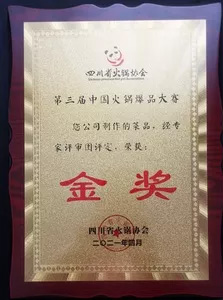 四川省火锅协会
第三届中国火锅爆品大赛
您公司制作的菜品，经专
家评审团评定，荣获：
金奖
四川省火锅协会
二〇二一年四月